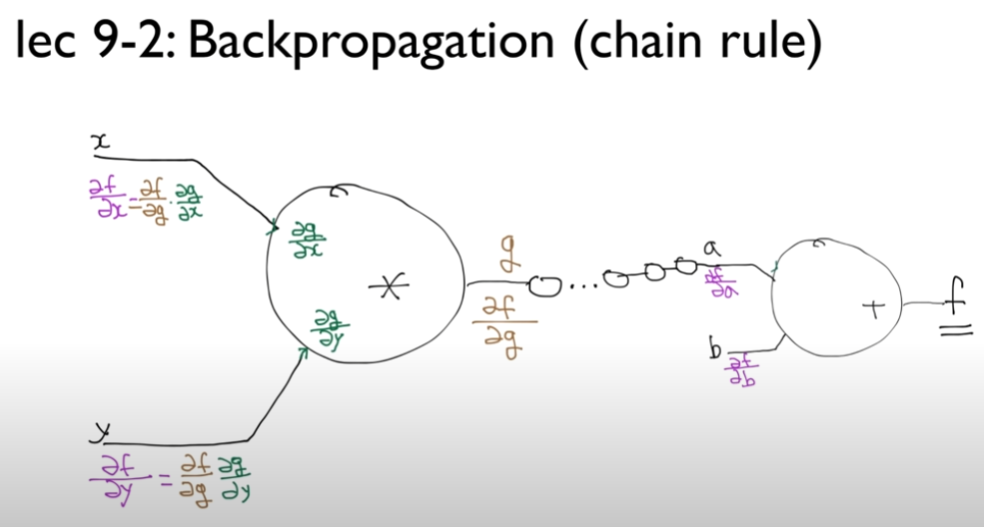 lec 9-2: Backpropagation (chain rule)
x
∂f/∂x = ∂f/∂g · ∂g/∂x
∂g/∂x
*
∂g/∂y
g
∂f/∂g
...
a
∂f/∂a
b
∂f/∂b
+
f
y
∂f/∂y = ∂f/∂g ∂g/∂y